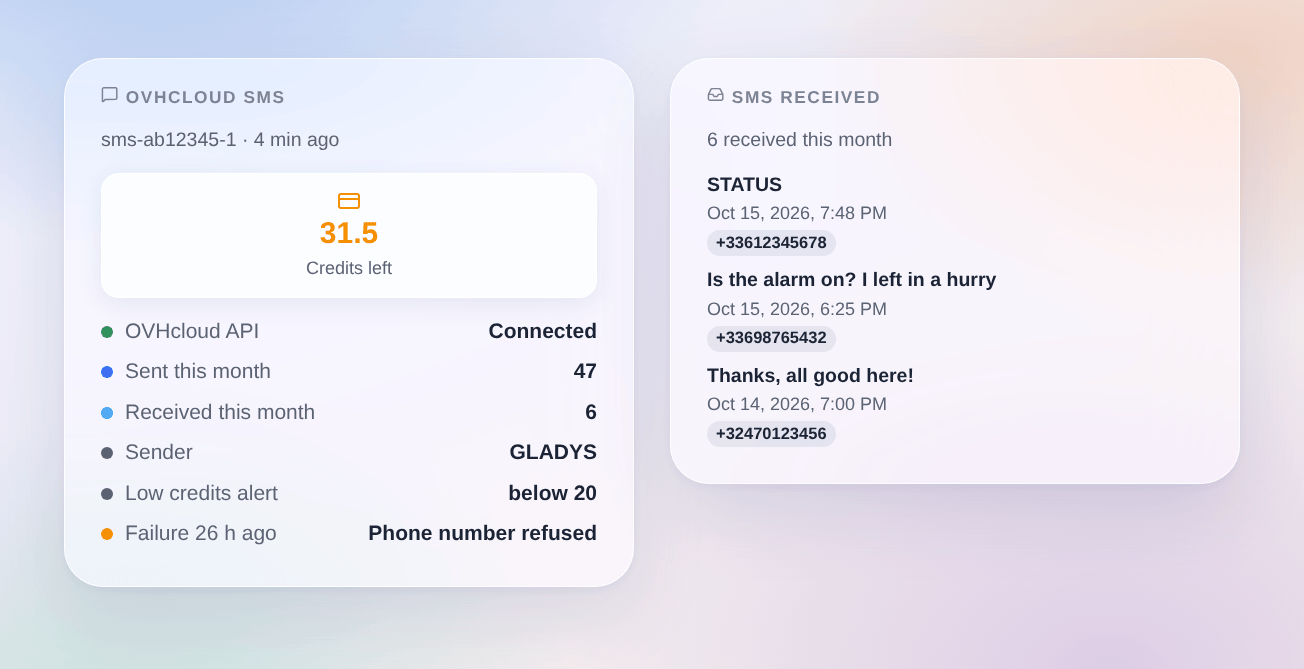 OVHCLOUD SMS
sms-ab12345-1 · 4 min ago
31.5
Credits left
OVHcloud API Connected
Sent this month 47
Received this month 6
Sender GLADYS
Low credits alert below 20
Failure 26 h ago Phone number refused
SMS RECEIVED
6 received this month
STATUS
Oct 15, 2026, 7:48 PM
+33612345678
Is the alarm on? I left in a hurry
Oct 15, 2026, 6:25 PM
+33698765432
Thanks, all good here!
Oct 14, 2026, 7:00 PM
+32470123456